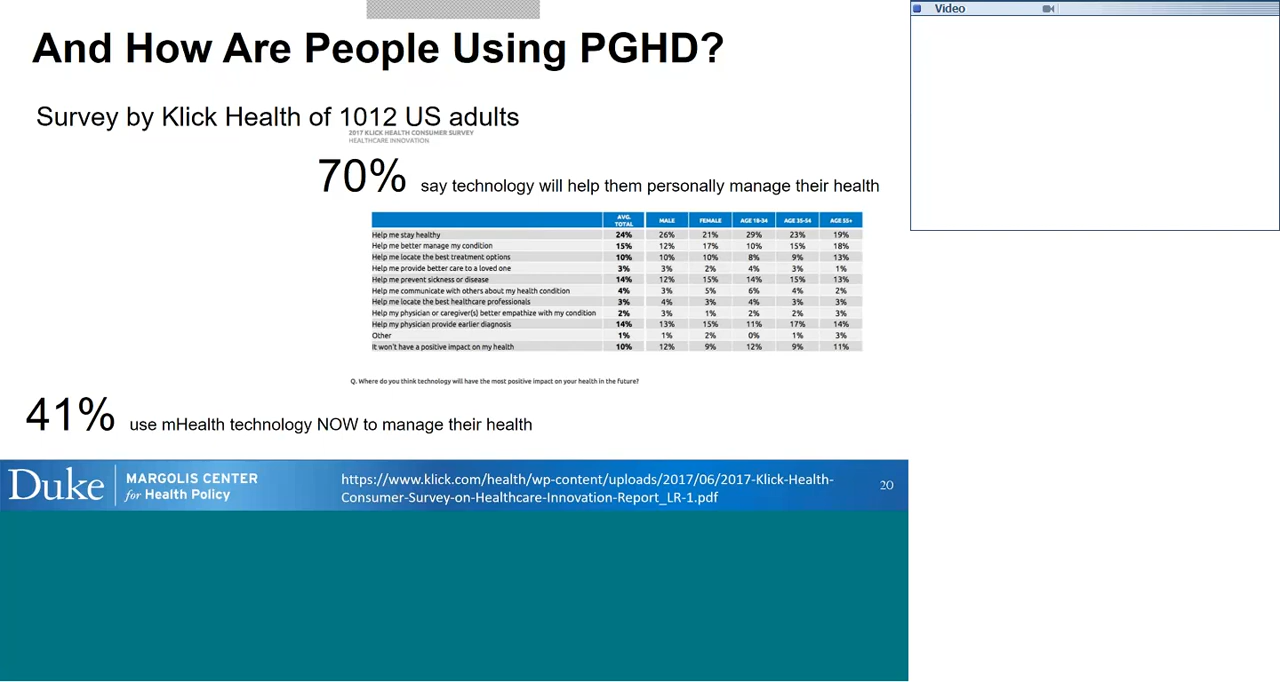 And How Are People Using PGHD?
Survey by Klick Health of 1012 US adults
2017 KLICK HEALTH CONSUMER SURVEY
HEALTHCARE INNOVATION
70% say technology will help them personally manage their health
AVG. TOTAL MALE FEMALE AGE 18-34 AGE 35-54 AGE 55+
Help me stay healthy 24% 26% 21% 29% 23% 19%
Help me better manage my condition 15% 12% 17% 10% 15% 18%
Help me locate the best treatment options 10% 10% 10% 8% 9% 13%
Help me provide better care to a loved one 3% 3% 2% 4% 3% 1%
Help me prevent sickness or disease 14% 12% 15% 14% 15% 13%
Help me communicate with others about my health condition 4% 3% 5% 6% 4% 2%
Help me locate the best healthcare professionals 3% 4% 3% 4% 3% 3%
Help my physician or caregiver(s) better empathize with my condition 2% 3% 1% 2% 2% 3%
Help my physician provide earlier diagnosis 14% 13% 15% 11% 17% 14%
Other 1% 1% 2% 0% 1% 3%
It won't have a positive impact on my health 10% 12% 9% 12% 9% 11%
Q. Where do you think technology will have the most positive impact on your health in the future?
41% use mHealth technology NOW to manage their health
Duke MARGOLIS CENTER
for Health Policy
https://www.klick.com/health/wp-content/uploads/2017/06/2017-Klick-Health-
Consumer-Survey-on-Healthcare-Innovation-Report_LR-1.pdf
20
Video